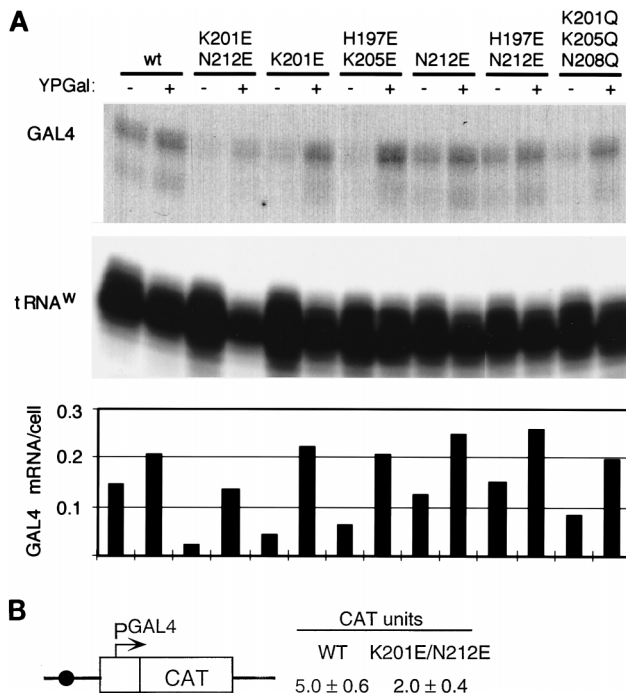 A
K201Q
K201E H197E H197E K205Q
wt N212E K201E K205E N212E N212E N208Q
YPGal: - + - + - + - + - + - + - +
GAL4
tRNAW
GAL4 mRNA/cell
0.3
0.2
0.1
B
pGAL4
CAT
CAT units
WT K201E/N212E
5.0 ± 0.6 2.0 ± 0.4